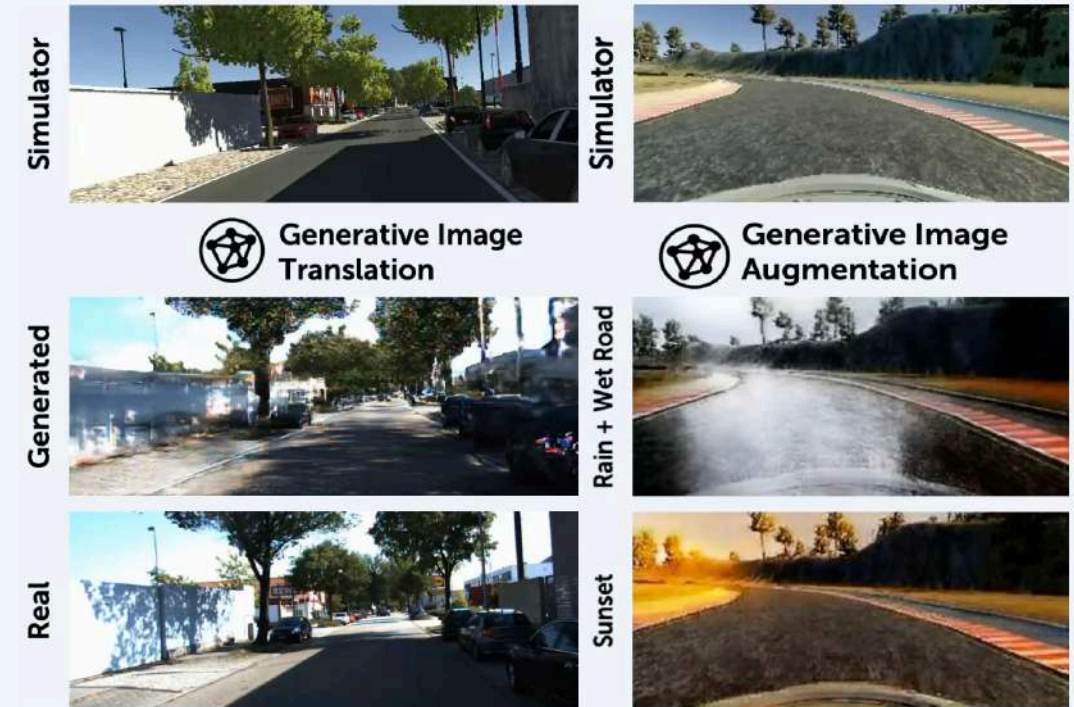 Simulator
Simulator
Generative Image
Translation
Generative Image
Augmentation
Generated
Rain + Wet Road
Real
Sunset